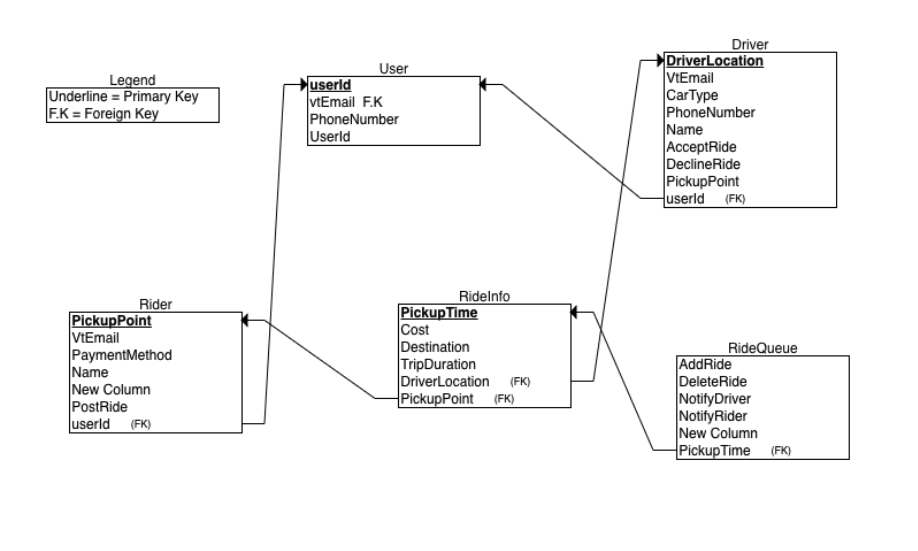 Legend
Underline = Primary Key
F.K = Foreign Key
User
userId
vtEmail F.K
PhoneNumber
UserId
Driver
DriverLocation
VtEmail
CarType
PhoneNumber
Name
AcceptRide
DeclineRide
PickupPoint
userId (FK)
Rider
PickupPoint
VtEmail
PaymentMethod
Name
New Column
PostRide
userId (FK)
RideInfo
PickupTime
Cost
Destination
TripDuration
DriverLocation (FK)
PickupPoint (FK)
RideQueue
AddRide
DeleteRide
NotifyDriver
NotifyRider
New Column
PickupTime (FK)